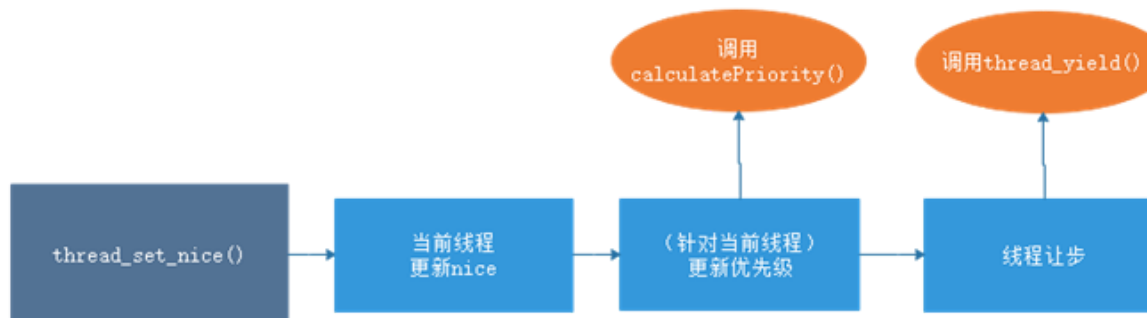 调用
calculatePriority()
调用thread_yield()
thread_set_nice()
当前线程
更新nice
（针对当前线程）
更新优先级
线程让步